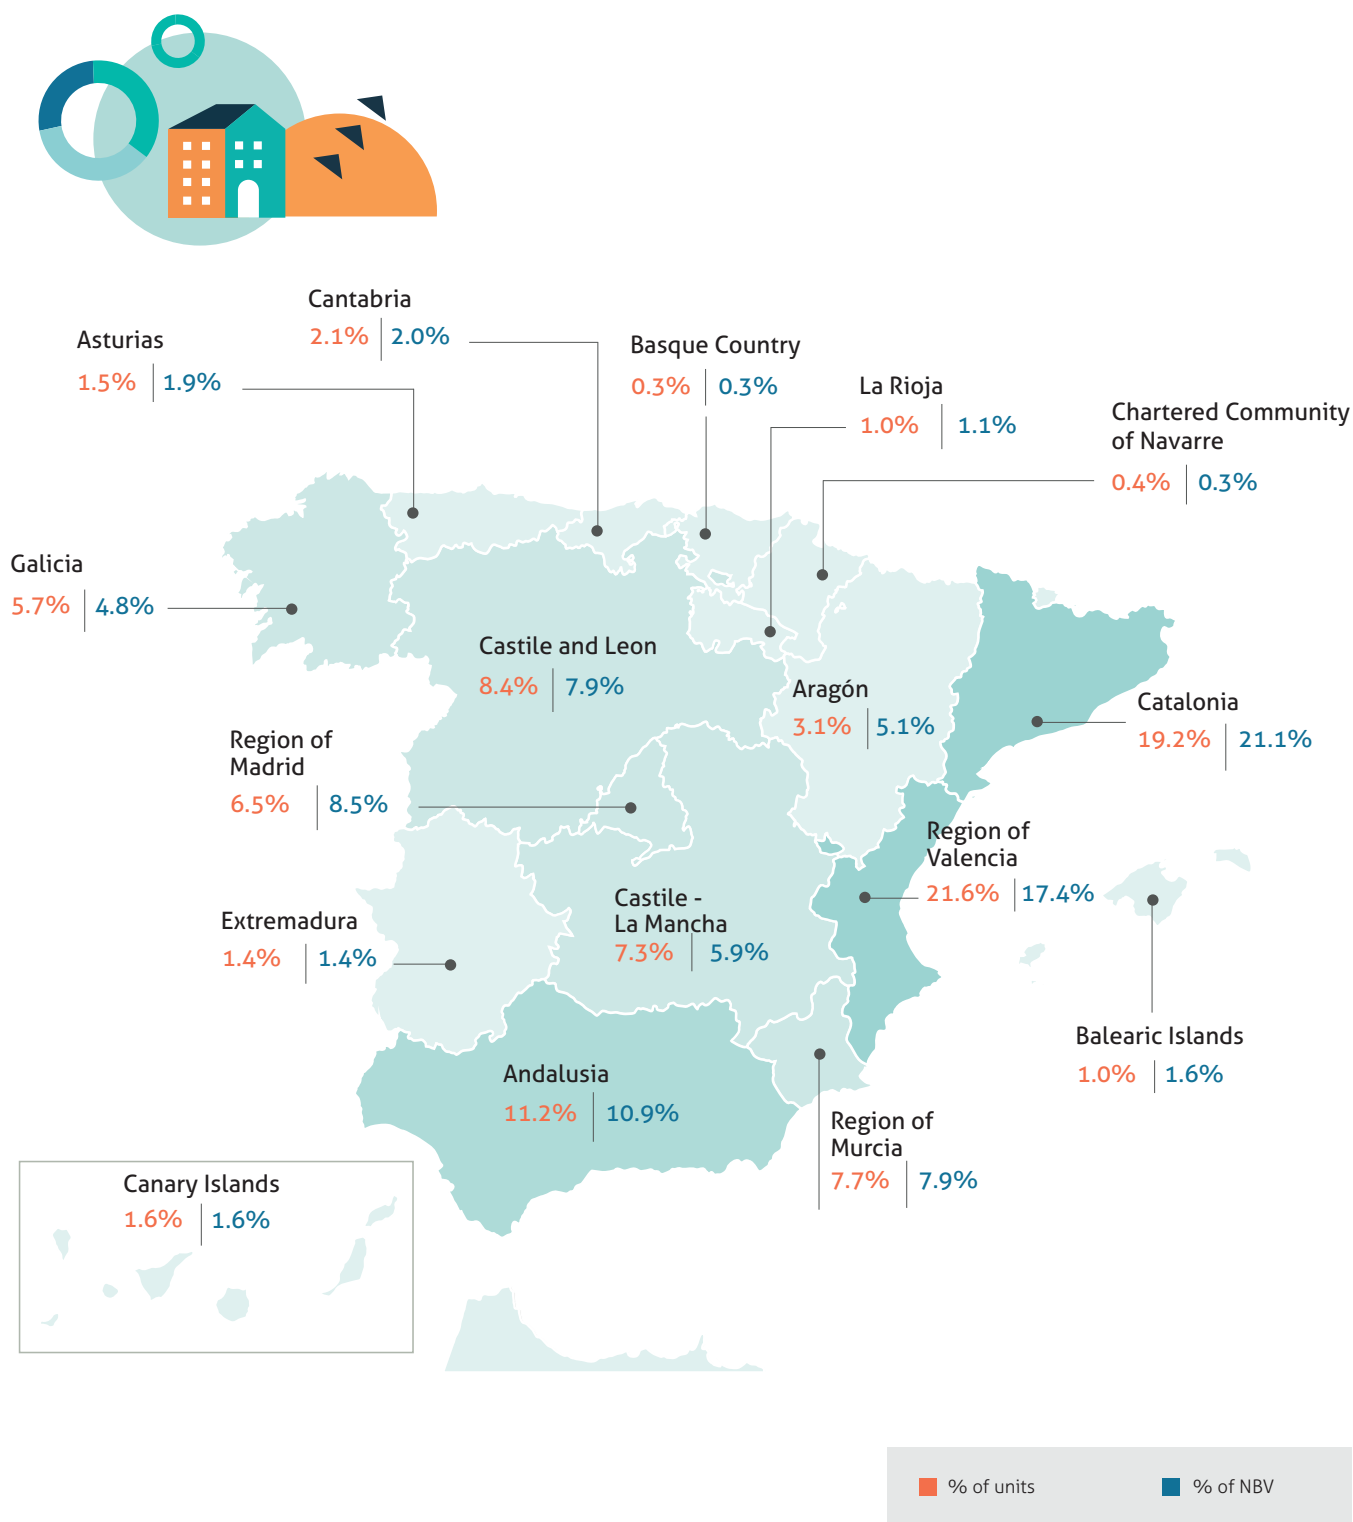 Cantabria
2.1% 2.0%
Asturias
1.5% 1.9%
Basque Country
0.3% 0.3%
La Rioja
1.0% 1.1%
Chartered Community
of Navarre
0.4% 0.3%
Galicia
5.7% 4.8%
Castile and Leon
8.4% 7.9%
Aragón
3.1% 5.1%
Catalonia
19.2% 21.1%
Region of
Madrid
6.5% 8.5%
Region of
Valencia
21.6% 17.4%
Castile -
La Mancha
7.3% 5.9%
Extremadura
1.4% 1.4%
Balearic Islands
1.0% 1.6%
Andalusia
11.2% 10.9%
Region of
Murcia
7.7% 7.9%
Canary Islands
1.6% 1.6%
% of units
% of NBV